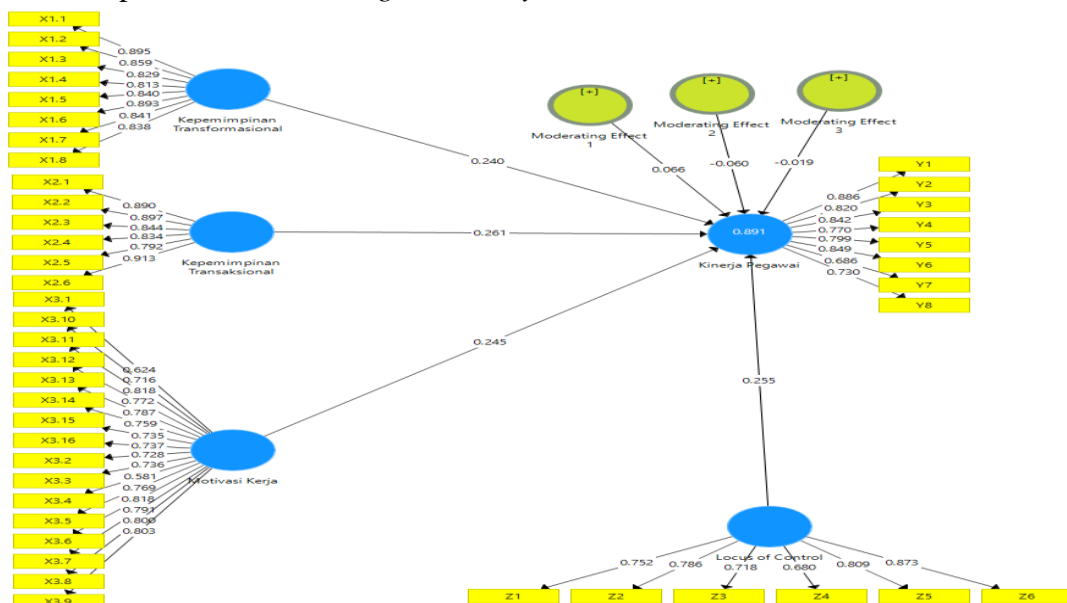 X1.1
X1.2
X1.3
X1.4
X1.5
X1.6
X1.7
X1.8
0.895
0.859
0.829
0.813
0.840
0.893
0.841
0.838
Kepemimpinan
Transformasional
0.240
X2.1
X2.2
X2.3
X2.4
X2.5
X2.6
0.890
0.897
0.844
0.834
0.792
0.913
Kepemimpinan
Transaksional
0.261
X3.1
X3.10
X3.11
X3.12
X3.13
X3.14
X3.15
X3.16
X3.2
X3.3
X3.4
X3.5
X3.6
X3.7
X3.8
X3.9
0.624
0.716
0.818
0.772
0.787
0.759
0.735
0.737
0.728
0.736
0.581
0.769
0.818
0.791
0.800
0.803
Motivasi Kerja
0.245
[+]
Moderating Effect
1
0.066
[+]
Moderating Effect
2
-0.060
[+]
Moderating Effect
3
-0.019
0.891
Kinerja Pegawai
0.886
0.820
0.842
0.770
0.799
0.849
0.686
0.730
Y1
Y2
Y3
Y4
Y5
Y6
Y7
Y8
0.255
Locus of Control
0.752
0.786
0.718
0.680
0.809
0.873
Z1
Z2
Z3
Z4
Z5
Z6